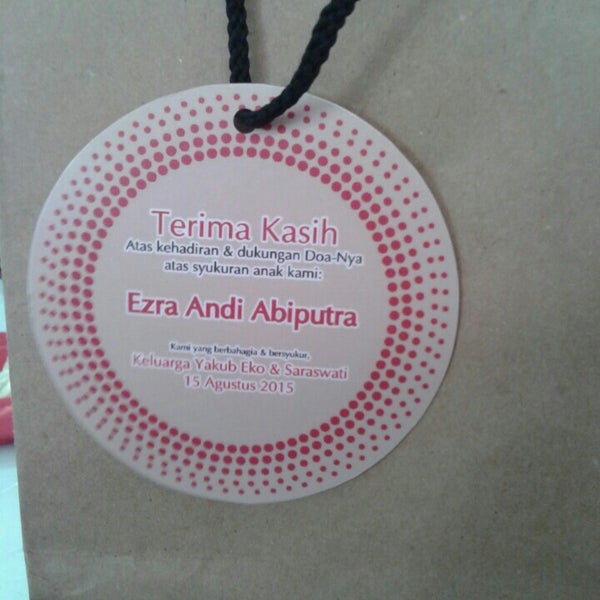 Terima Kasih
Atas kehadiran & dukungan Doa-Nya
atas syukuran anak kami:
Ezra Andi Abiputra
Kami yang berbahagia & bersyukur,
Keluarga Yakub Eko & Saraswati
15 Agustus 2015